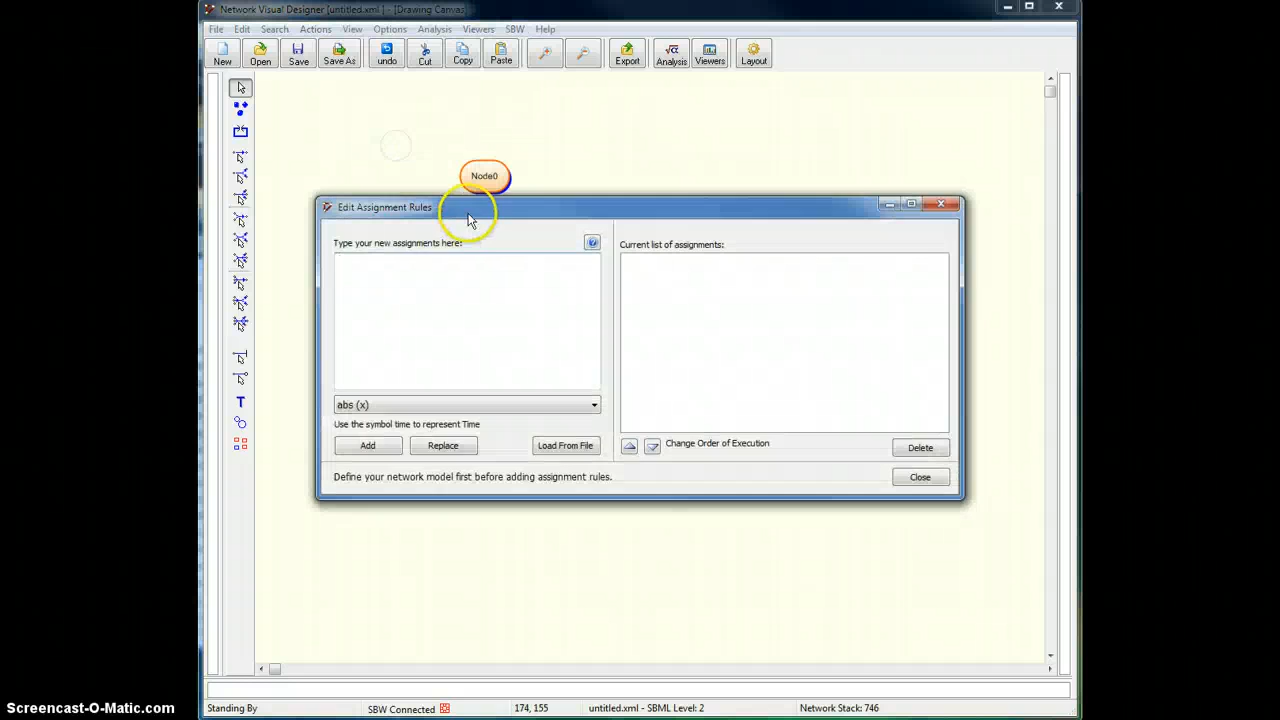 Network Visual Designer [untitled.xml ] - [Drawing Canvas
File Edit Search Actions View Options Analysis Viewers SBW Help
New Open Save Save As undo Cut Copy Paste Export Analysis Viewers Layout
Node0
Edit Assignment Rules
Type your new assignments here:
Current list of assignments:
abs (x)
Use the symbol time to represent Time
Add Replace Load From File
Change Order of Execution
Delete
Define your network model first before adding assignment rules.
Close
T
Standing By SBW Connected 174, 155 untitled.xml - SBML Level: 2 Network Stack: 746
Screencast-O-Matic.com